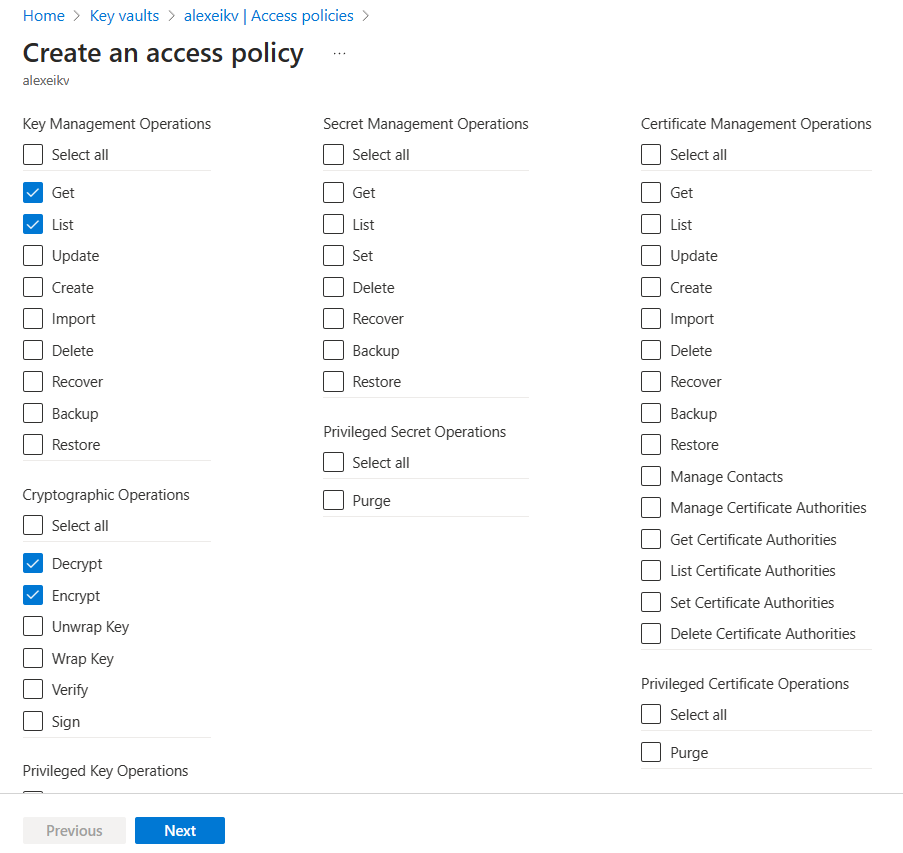 Home > Key vaults > alexeikv | Access policies >
Create an access policy ...
alexeikv
Key Management Operations
Select all
Get
List
Update
Create
Import
Delete
Recover
Backup
Restore
Cryptographic Operations
Select all
Decrypt
Encrypt
Unwrap Key
Wrap Key
Verify
Sign
Privileged Key Operations
Secret Management Operations
Select all
Get
List
Set
Delete
Recover
Backup
Restore
Privileged Secret Operations
Select all
Purge
Certificate Management Operations
Select all
Get
List
Update
Create
Import
Delete
Recover
Backup
Restore
Manage Contacts
Manage Certificate Authorities
Get Certificate Authorities
List Certificate Authorities
Set Certificate Authorities
Delete Certificate Authorities
Privileged Certificate Operations
Select all
Purge
Previous
Next